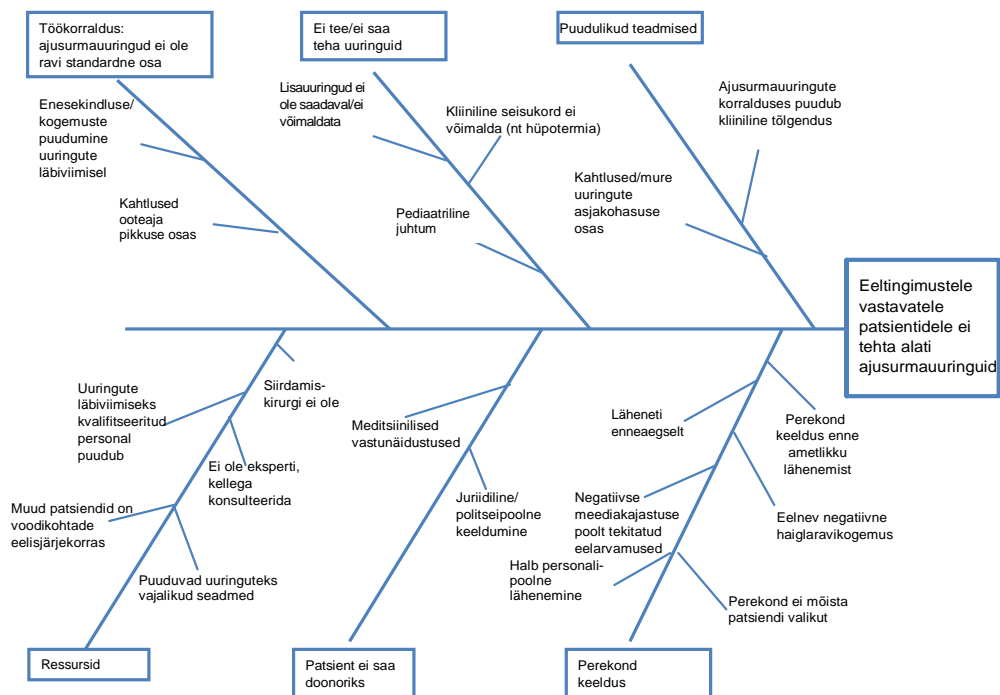 Töökorraldus:
ajusurmauuringud ei ole
ravi standardne osa
Ei tee/ei saa
teha uuringuid
Puudulikud teadmised
Enesekindluse/
kogemuste
puudumine
uuringute
läbiviimisel
Kahtlused
ooteaja
pikkuse osas
Lisauuringud ei
ole saadaval/ei
võimaldata
Kliiniline seisukord ei
võimalda (nt hüpotermia)
Pediaatriline
juhtum
Ajusurmauuringute
korralduses puudub
kliiniline tõlgendus
Kahtlused/mure
uuringute
asjakohasuse
osas
Eeltingimustele
vastavatele
patsientidele ei
tehta alati
ajusurmauuringuid
Siirdamis-
kirurgi ei ole
Uuringute
läbiviimiseks
kvalifitseeritud
personal
puudub
Ei ole eksperti,
kellega
konsulteerida
Muud patsiendid on
voodikohtade
eelisjärjekorras
Puuduvad uuringuteks
vajalikud seadmed
Meditsiinilised
vastunäidustused
Juriidiline/
politseipoolne
keeldumine
Läheneti
enneaegselt
Perekond
keeldus enne
ametlikku
lähenemist
Negatiivse
meediakajastuse
poolt tekitatud
eelarvamused
Eelnev negatiivne
haiglaravikogemus
Halb personali-
poolne
lähenemine
Perekond ei mõista
patsiendi valikut
Ressursid
Patsient ei saa
doonoriks
Perekond
keeldus